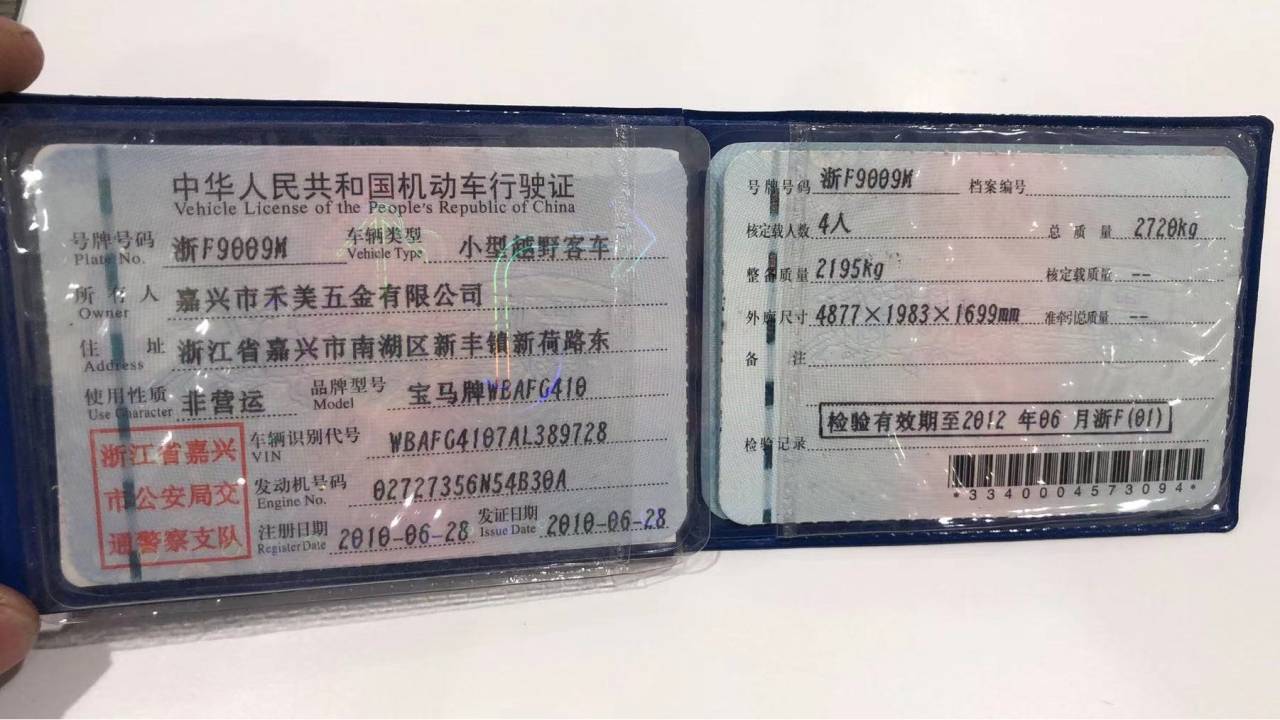 中华人民共和国机动车行驶证
Vehicle License of the People's Republic of China
号牌号码 浙F9009M 车辆类型 小型越野客车
Plate No. Vehicle Type
所有人 嘉兴市禾美五金有限公司
Owner
住址 浙江省嘉兴市南湖区新丰镇新荷路东
Address
使用性质 非营运 品牌型号 宝马牌WBAFG410
Use Character Model
浙江省嘉兴
市公安局交
通警察支队
车辆识别代号 WBAFG4107AL389728
VIN
发动机号码 02727356N54B30A
Engine No.
注册日期 2010-06-28 发证日期 2010-06-28
Register Date Issue Date
号牌号码 浙F9009M 档案编号
核定载人数 4人 总质量 2720kg
整备质量 2195kg 核定载质量 --
外廓尺寸 4877×1983×1699mm 准牵引总质量 --
备注
检验有效期至2012 年06 月浙F(01)
检验记录
*3340004573094*